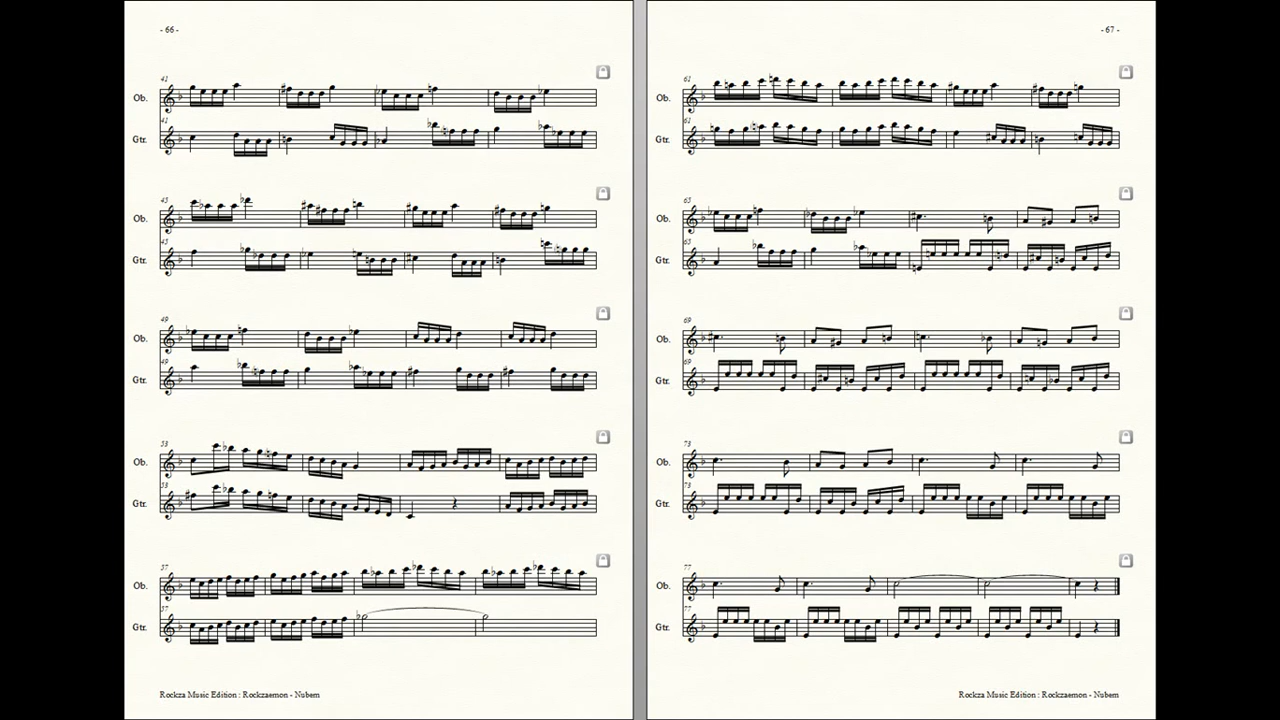 - 66 -
41
Ob.
41
Gtr.
45
Ob.
45
Gtr.
49
Ob.
49
Gtr.
53
Ob.
53
Gtr.
57
Ob.
57
Gtr.
Rockza Music Edition : Rockzaemon - Nubem
- 67 -
61
Ob.
61
Gtr.
65
Ob.
65
Gtr.
69
Ob.
69
Gtr.
73
Ob.
73
Gtr.
77
Ob.
77
Gtr.
Rockza Music Edition : Rockzaemon - Nubem